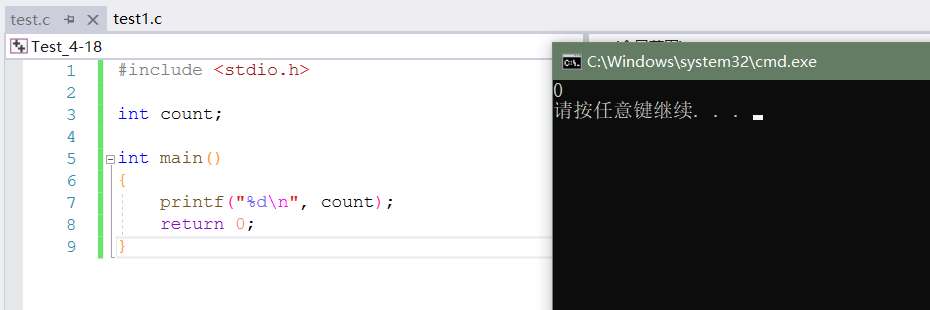 test.c
test1.c
Test_4-18
1 #include <stdio.h>
2
3 int count;
4
5 int main()
6 {
7 printf("%d\n", count);
8 return 0;
9 }
C:\Windows\system32\cmd.exe
0
请按任意键继续. . .